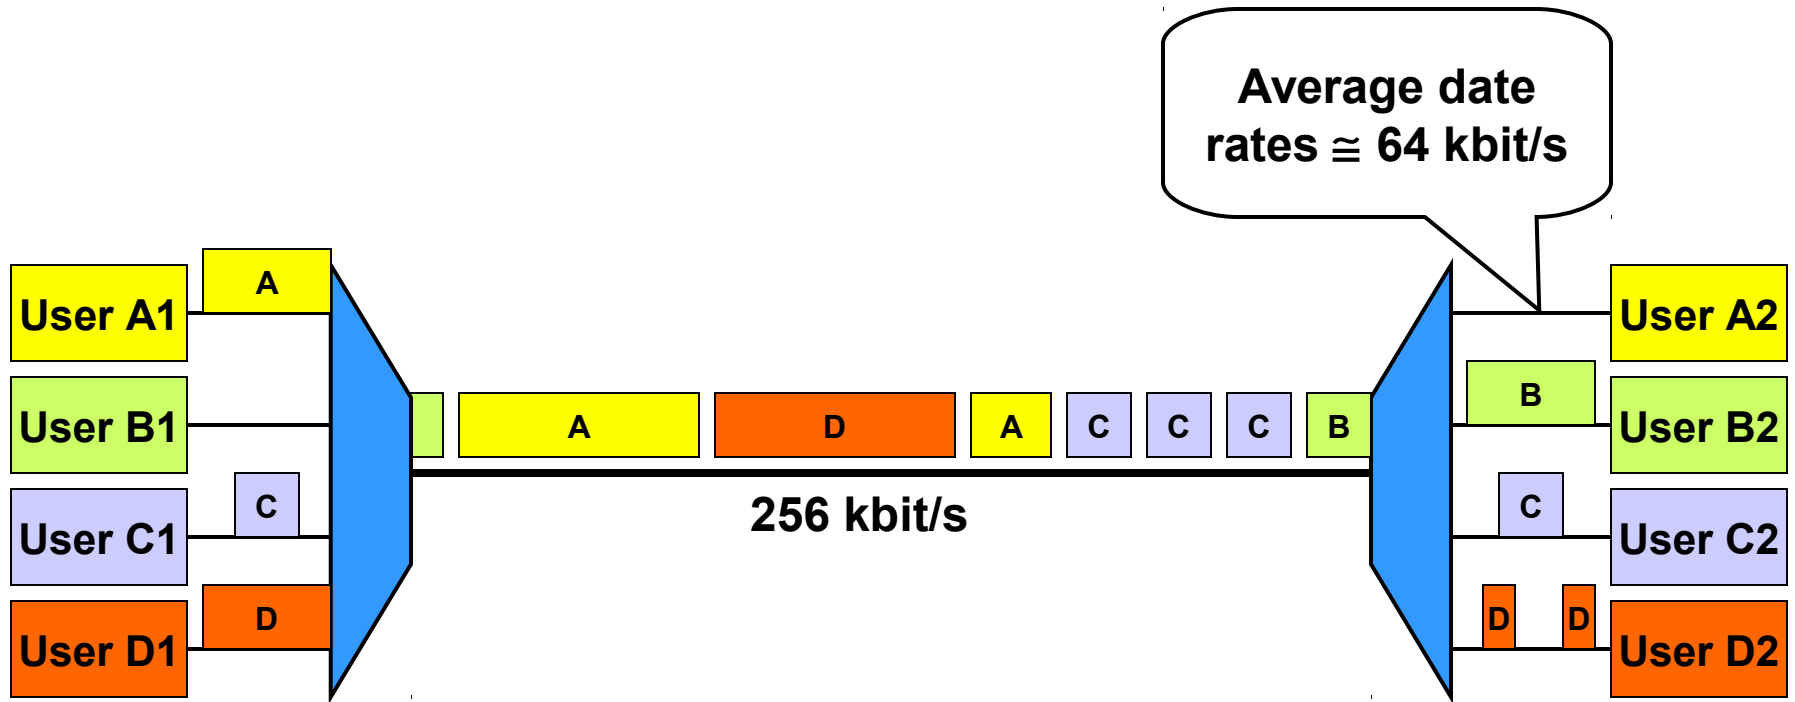 Average date
rates ≅ 64 kbit/s
A
User A1
User A2
B
User B1
A
D
A
C
C
C
B
User B2
256 kbit/s
C
C
User C1
User C2
D
D
D
User D1
User D2